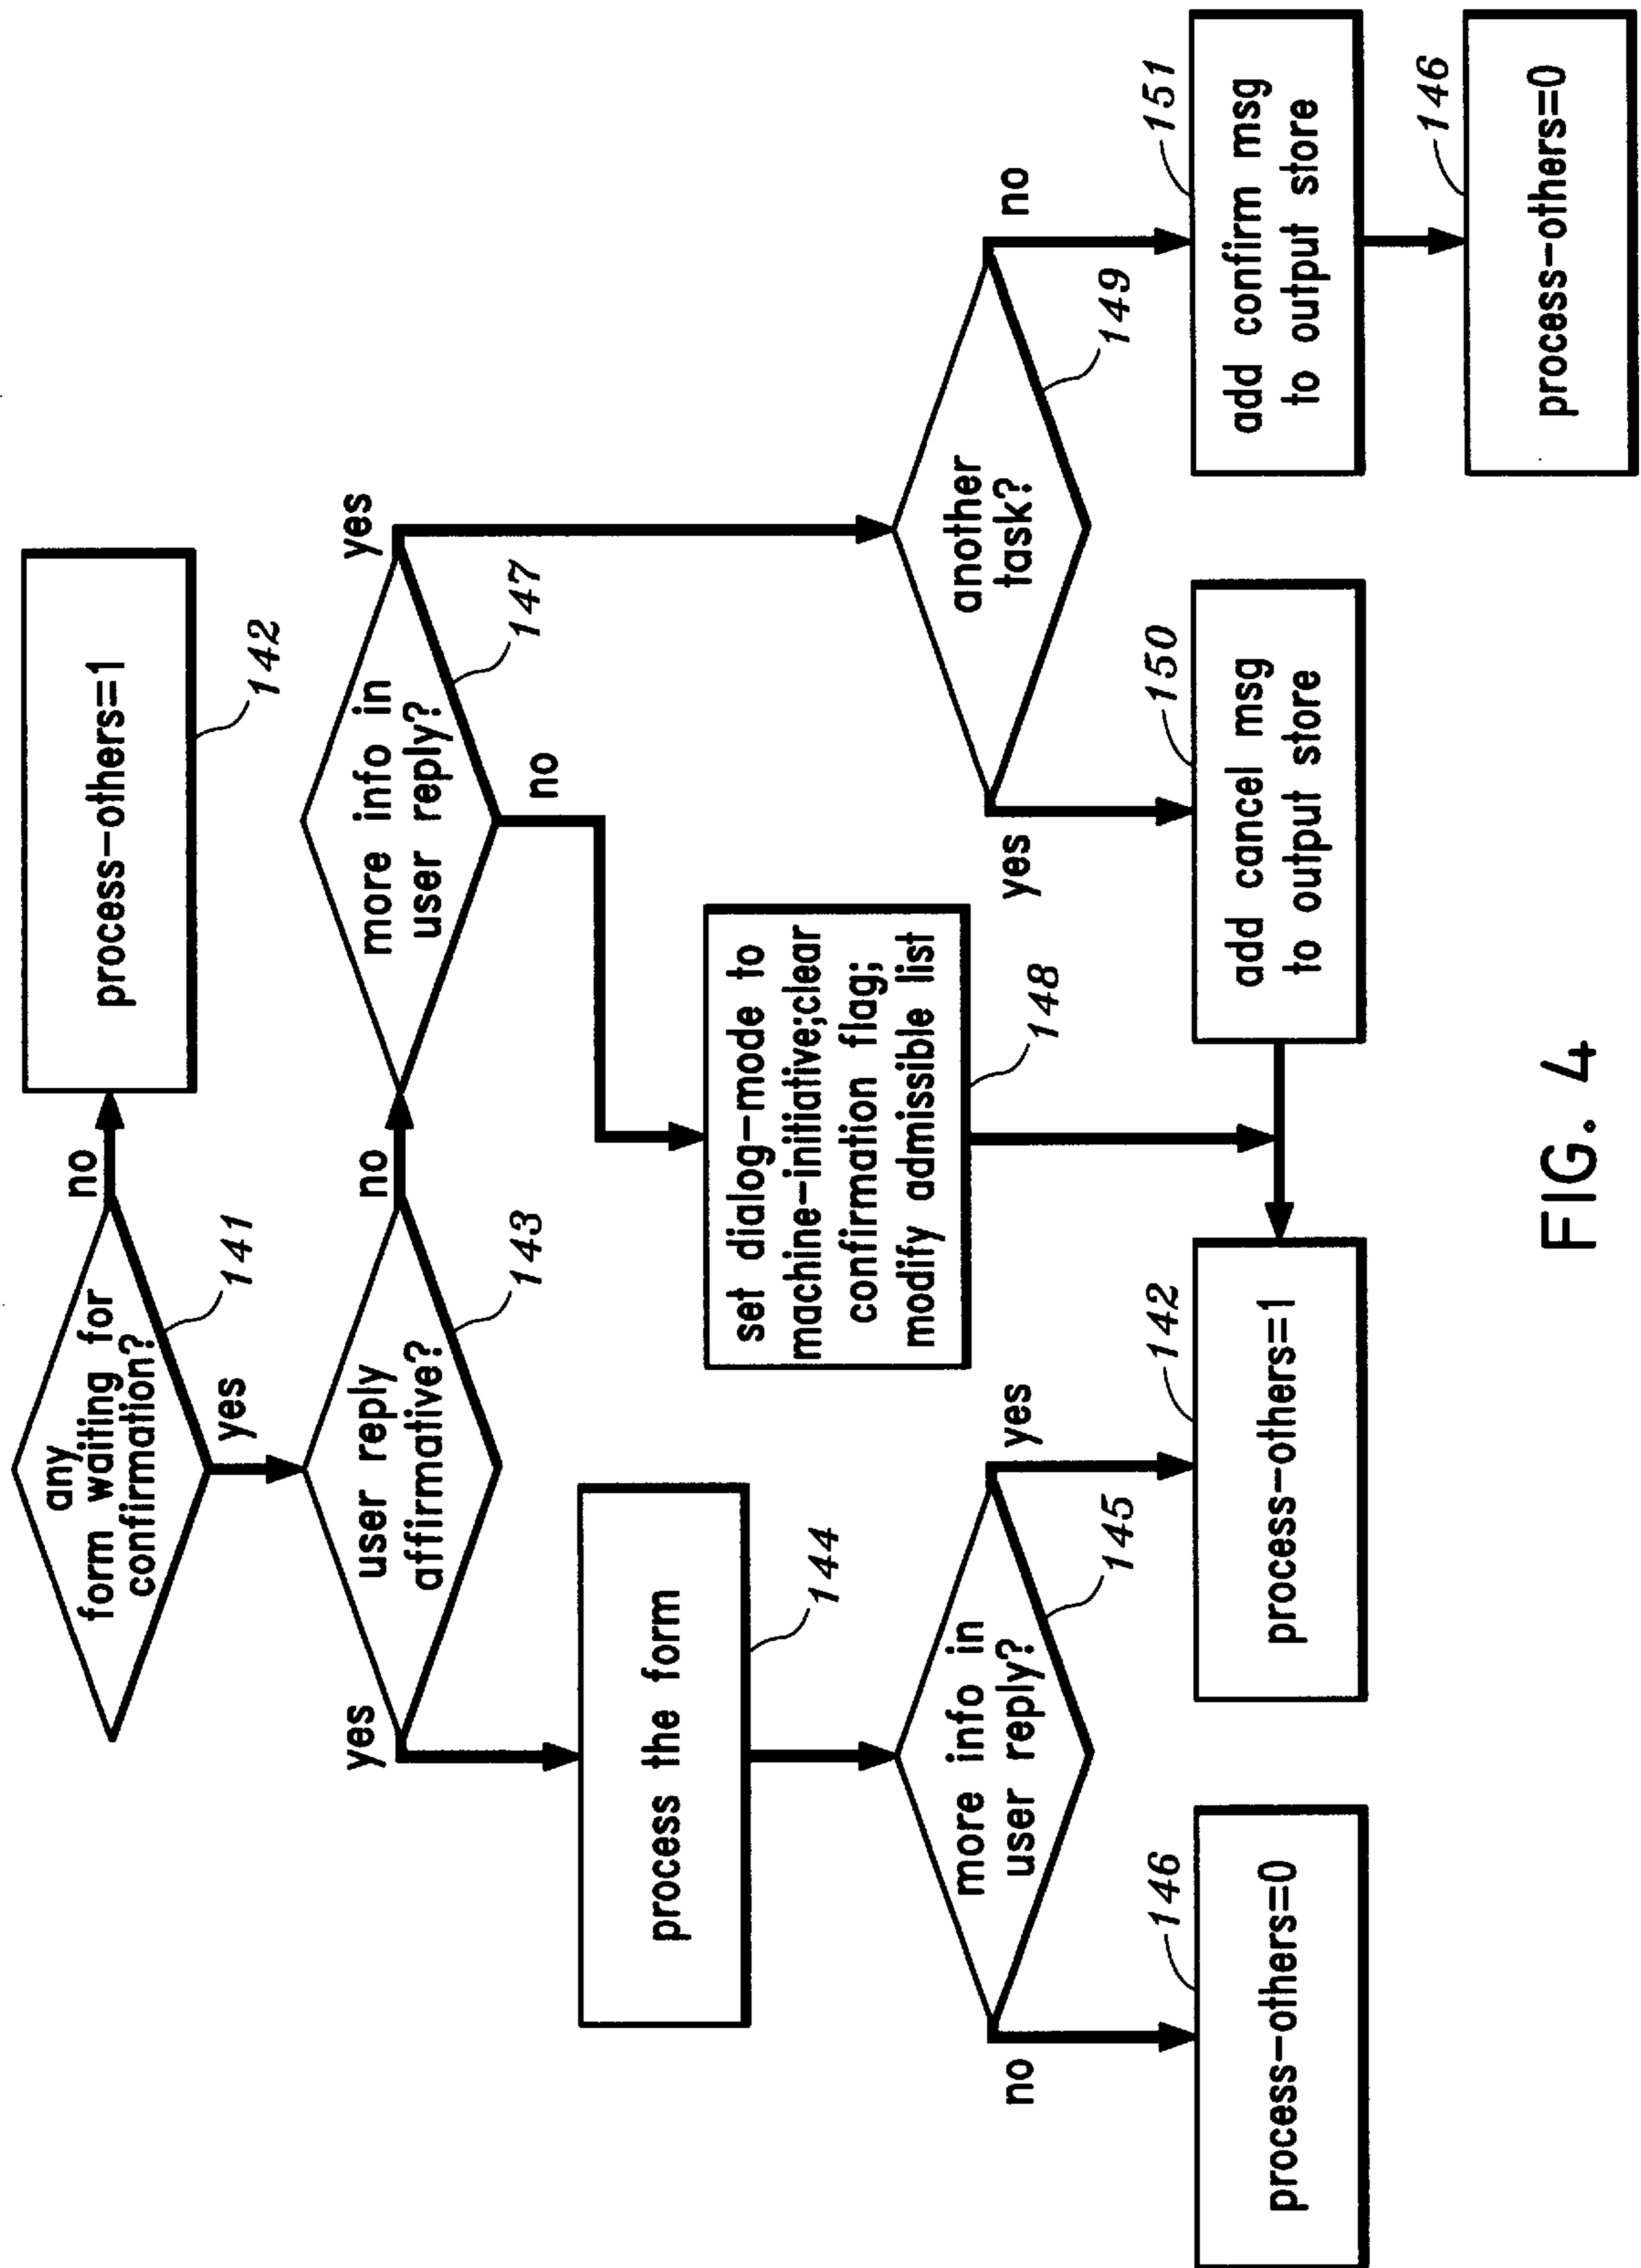 any
form waiting for
confirmation?
141
no
process-others=1
142
yes
user reply
affirmative?
143
no
more info in
user reply?
147
yes
no
yes
process the form
144
set dialog-mode to
machine-initiative;clear
confirmation flag;
modify admissible list
148
more info in
user reply?
145
no
yes
another
task?
149
yes
no
process-others=0
146
process-others=1
142
add cancel msg
to output store
150
add confirm msg
to output store
151
process-others=0
146
FIG. 4